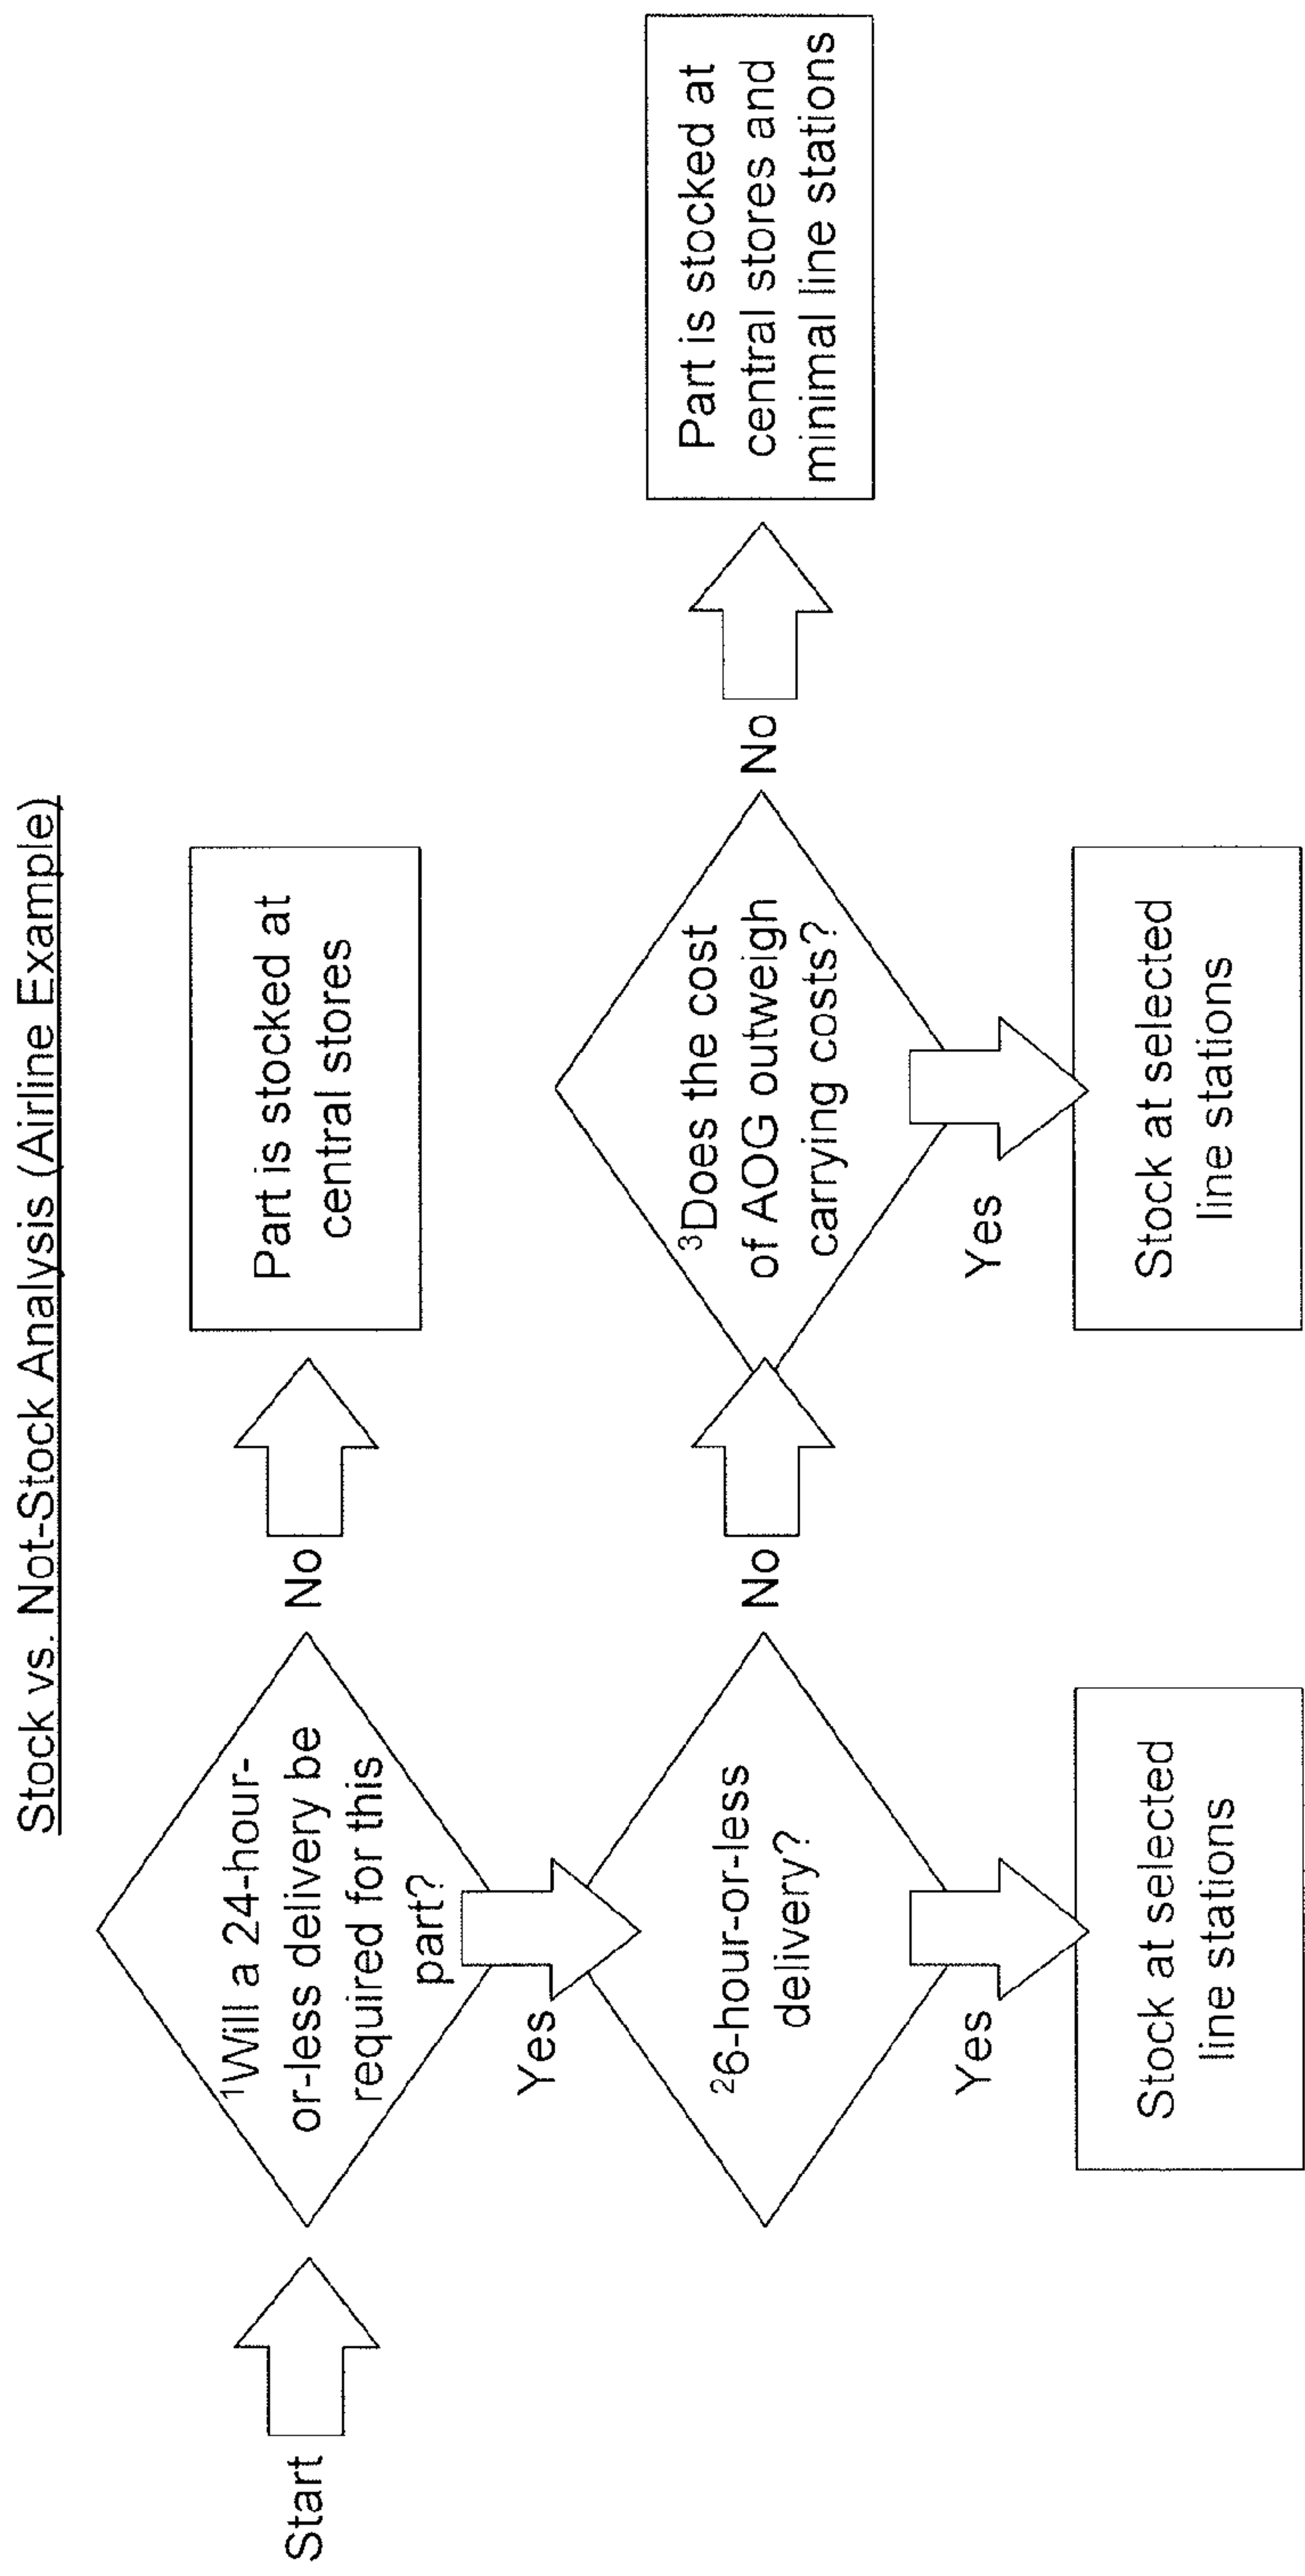 Stock vs. Not-Stock Analysis (Airline Example)
Start
¹Will a 24-hour-
or-less delivery be
required for this
part?
No
Part is stocked at
central stores
Yes
²6-hour-or-less
delivery?
No
³Does the cost
of AOG outweigh
carrying costs?
No
Part is stocked at
central stores and
minimal line stations
Yes
Stock at selected
line stations
Yes
Stock at selected
line stations